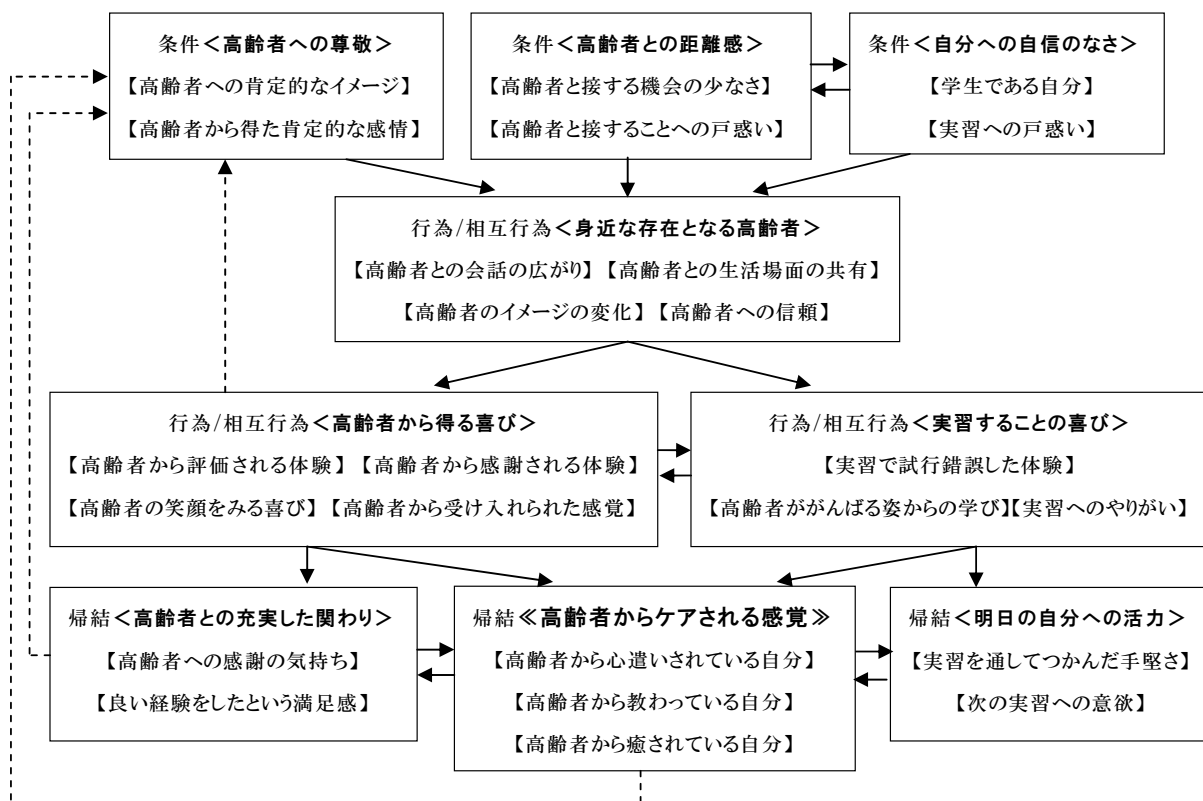 条件＜高齢者への尊敬＞
【高齢者への肯定的なイメージ】
【高齢者から得た肯定的な感情】
条件＜高齢者との距離感＞
【高齢者と接する機会の少なさ】
【高齢者と接することへの戸惑い】
条件＜自分への自信のなさ＞
【学生である自分】
【実習への戸惑い】
行為/相互行為＜身近な存在となる高齢者＞
【高齢者との会話の広がり】【高齢者との生活場面の共有】
【高齢者のイメージの変化】【高齢者への信頼】
行為/相互行為＜高齢者から得る喜び＞
【高齢者から評価される体験】【高齢者から感謝される体験】
【高齢者の笑顔をみる喜び】【高齢者から受け入れられた感覚】
行為/相互行為＜実習することの喜び＞
【実習で試行錯誤した体験】
【高齢者ががんばる姿からの学び】【実習へのやりがい】
帰結＜高齢者との充実した関わり＞
【高齢者への感謝の気持ち】
【良い経験をしたという満足感】
帰結≪高齢者からケアされる感覚≫
【高齢者から心遣いされている自分】
【高齢者から教わっている自分】
【高齢者から癒されている自分】
帰結＜明日の自分への活力＞
【実習を通してつかんだ手堅さ】
【次の実習への意欲】